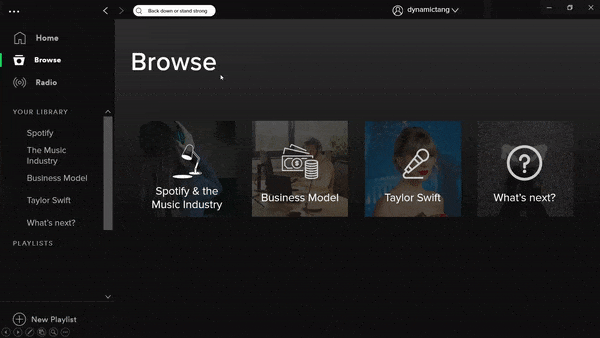 Back down or stand strong
dynamictang
Home
Browse
Radio
YOUR LIBRARY
Spotify
The Music
Industry
Business Model
Taylor Swift
What's next?
PLAYLISTS
New Playlist
Browse
Spotify & the
Music Industry
Business Model
Taylor Swift
What's next?